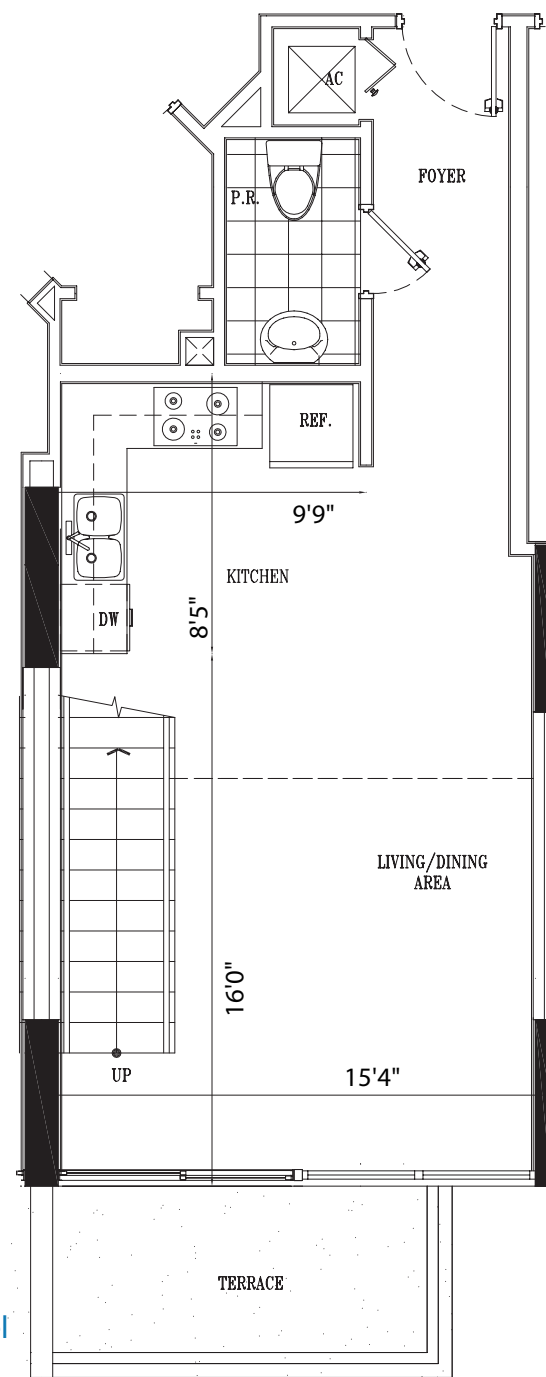 AC
FOYER
P.R.
REF.
9'9"
KITCHEN
DW
8'5"
LIVING/DINING
AREA
16'0"
UP
15'4"
TERRACE